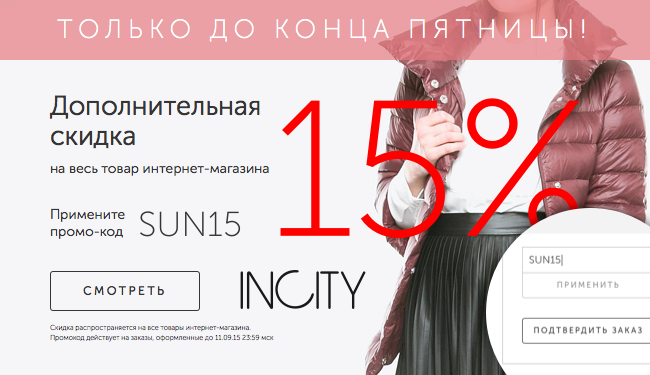 ТОЛЬКО ДО КОНЦА ПЯТНИЦЫ!
Дополнительная
скидка
15%
на весь товар интернет-магазина
Примените
промо-код
SUN15
СМОТРЕТЬ
INCITY
Скидка распространяется на все товары интернет-магазина.
Промокод действует на заказы, оформленные до 11.09.15 23:59 мск
SUN15
ПРИМЕНИТЬ
ПОДТВЕРДИТЬ ЗАКАЗ